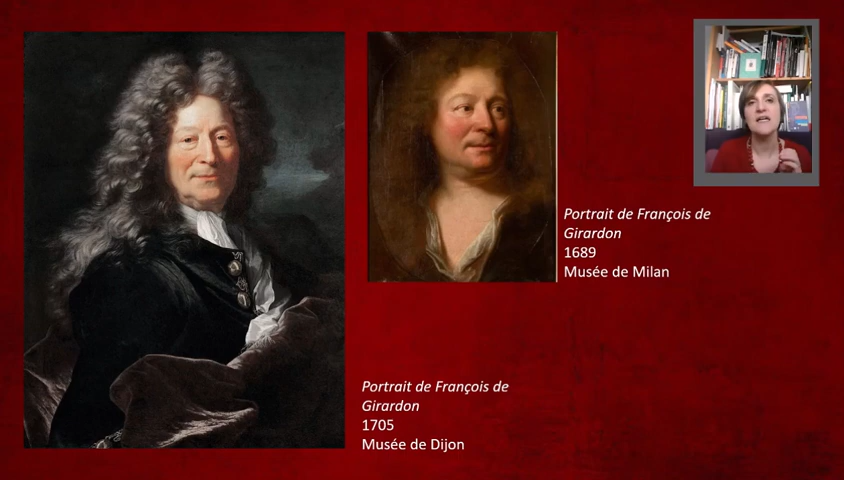 Portrait de François de
Girardon
1689
Musée de Milan
Portrait de François de
Girardon
1705
Musée de Dijon